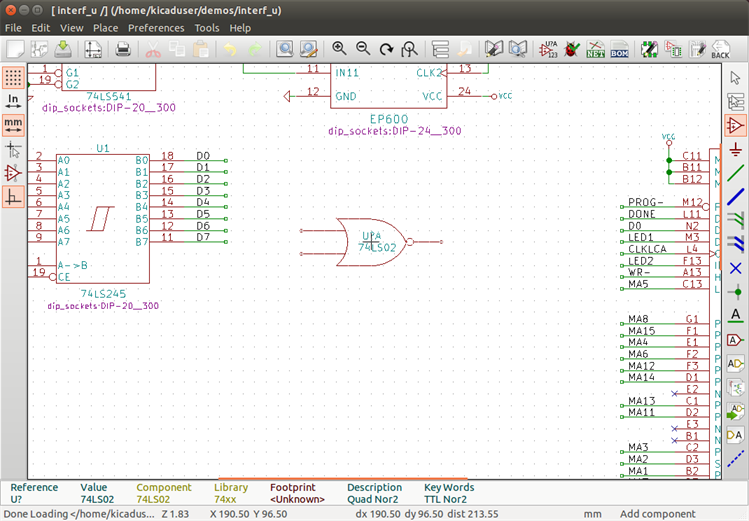 [ interf_u /] (/home/kicaduser/demos/interf_u)
File Edit View Place Preferences Tools Help
U?A
123
NET
BOM
BACK
In
mm
1 G1
19 G2
74LS541
dip_sockets:DIP-20__300
11 IN11 CLK2 13
12 GND VCC 24 VCC
EP600
dip_sockets:DIP-24__300
U1
2 A0 B0 18 D0
3 A1 B1 17 D1
4 A2 B2 16 D2
5 A3 B3 15 D3
6 A4 B4 14 D4
7 A5 B5 13 D5
8 A6 B6 12 D6
9 A7 B7 11 D7
1 A->B
19 CE
74LS245
dip_sockets:DIP-20__300
74LS02
VCC
C11
B11
B12
PROG- M12
DONE L11
D0 N2
LED1 M3
CLKLCA L4
LED2 F13
WR- A13
MA5 C13
MA8 G1
MA15 F1
MA4 E1
MA6 F2
MA12 F3
MA14 D1
E2
MA13 C1
MA11 D2
E3
B1
MA3 C2
MA2 D3
MA1 B2
Reference Value Component Library Footprint Description Key Words
U? 74LS02 74LS02 74xx <Unknown> Quad Nor2 TTL Nor2
Done Loading </home/kicadus... Z 1.83 X 190.50 Y 96.50 dx 190.50 dy 96.50 dist 213.55 mm Add component